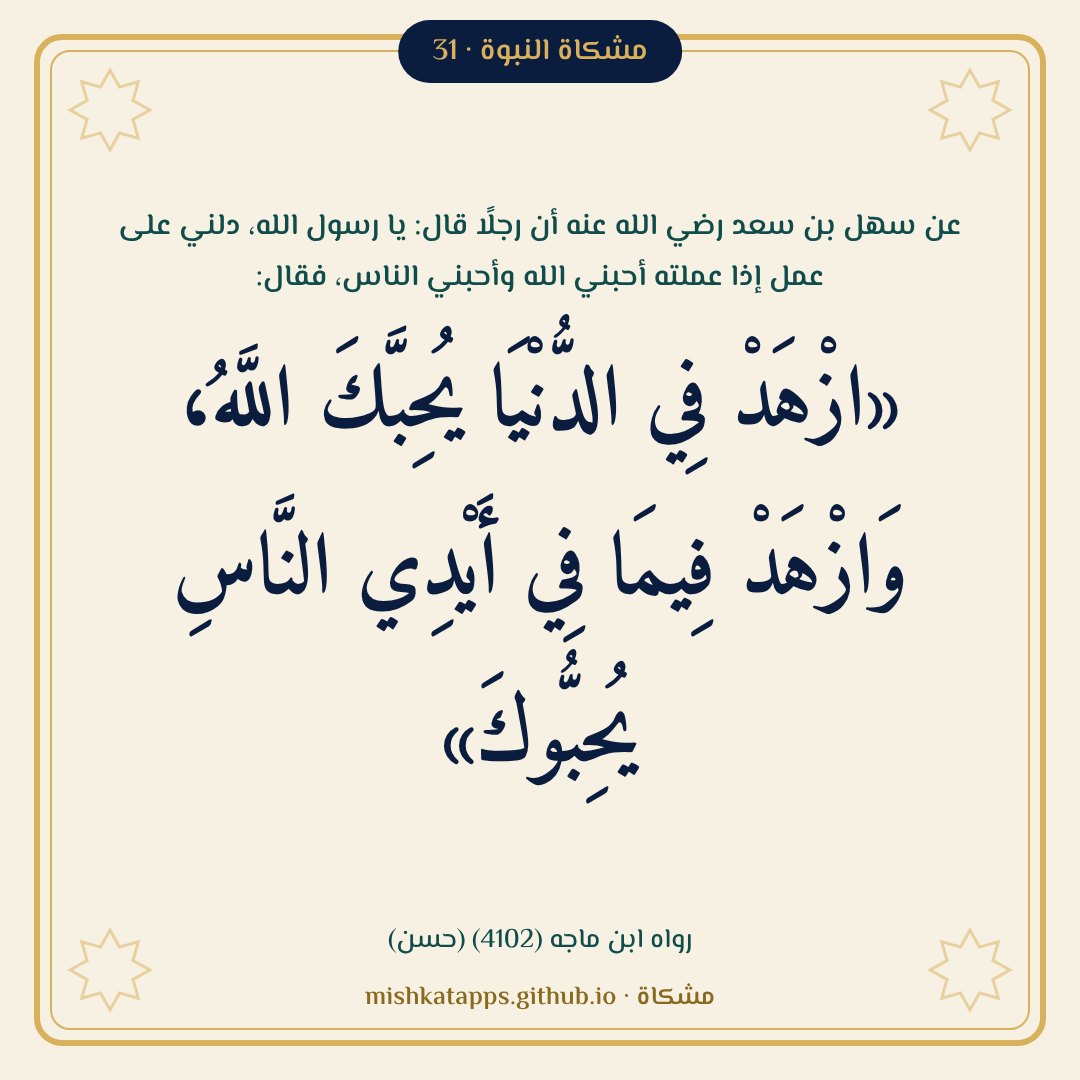 مشكاة النبوة · 31
عن سهل بن سعد رضي الله عنه أن رجلًا قال: يا رسول الله، دلني على
عمل إذا عملته أحبني الله وأحبني الناس، فقال:
«ازْهَدْ فِي الدُّنْيَا يُحِبَّكَ اللَّهُ،
وَازْهَدْ فِيمَا فِي أَيْدِي النَّاسِ
يُحِبُّوكَ»
رواه ابن ماجه (4102) (حسن)
مشكاة · mishkatapps.github.io